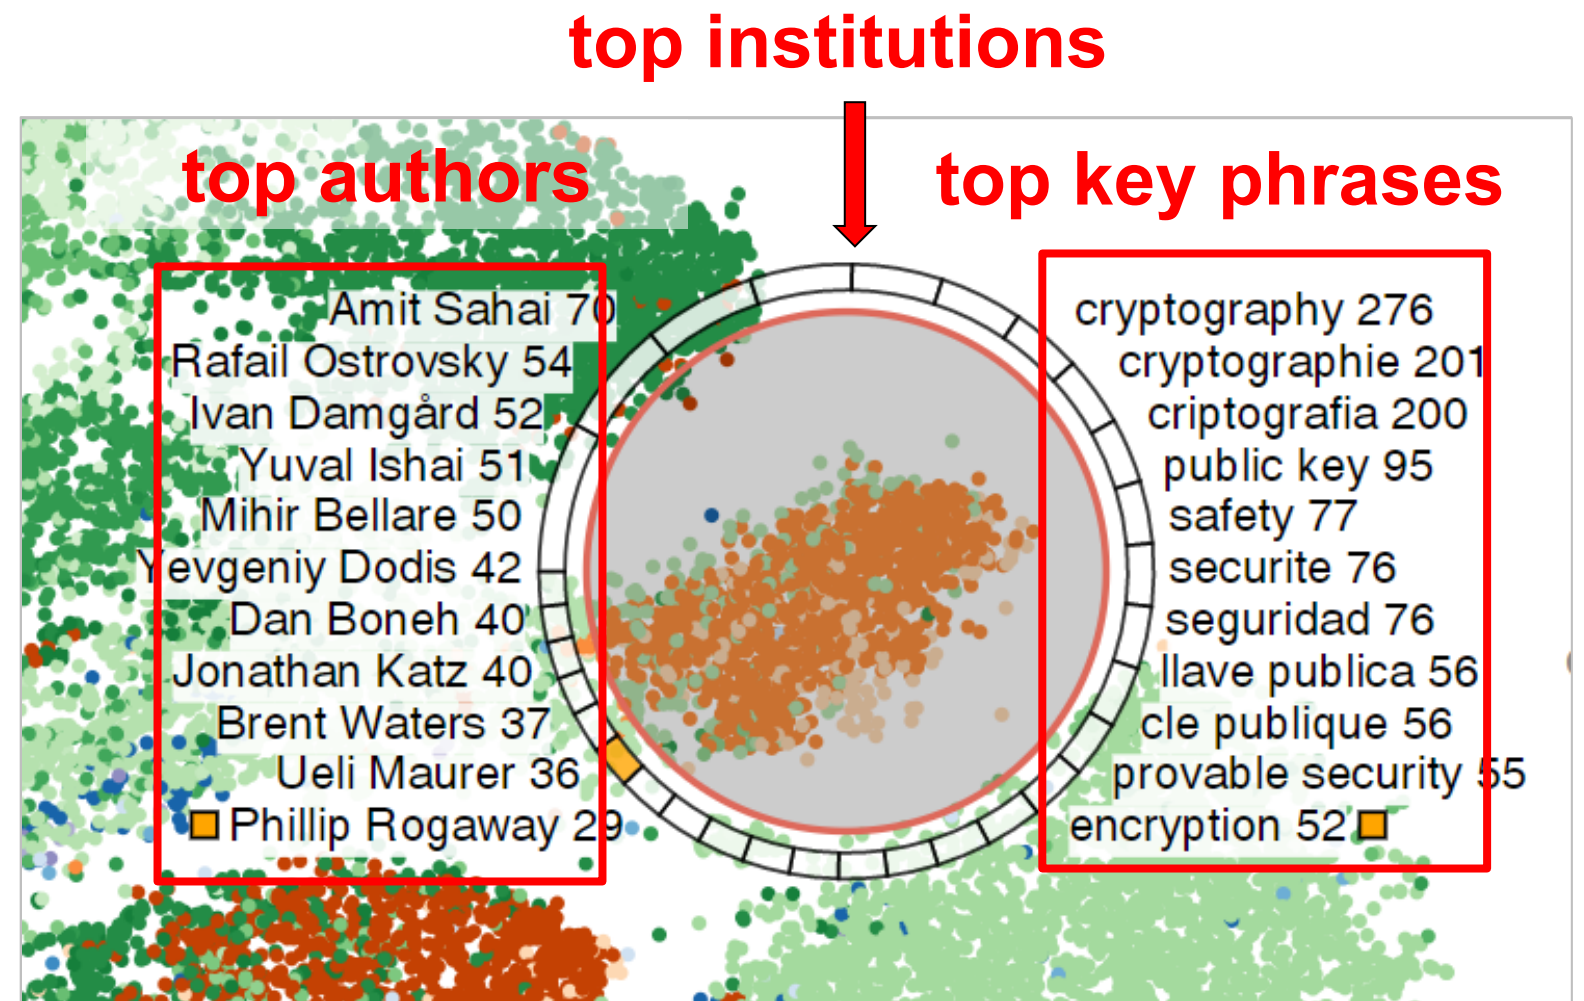 top institutions
top authors
top key phrases
Amit Sahai 70
Rafail Ostrovsky 54
Ivan Damgård 52
Yuval Ishai 51
Mihir Bellare 50
Yevgeniy Dodis 42
Dan Boneh 40
Jonathan Katz 40
Brent Waters 37
Ueli Maurer 36
Phillip Rogaway 29
cryptography 276
cryptographie 201
criptografia 200
public key 95
safety 77
securite 76
seguridad 76
llave publica 56
cle publique 56
provable security 55
encryption 52